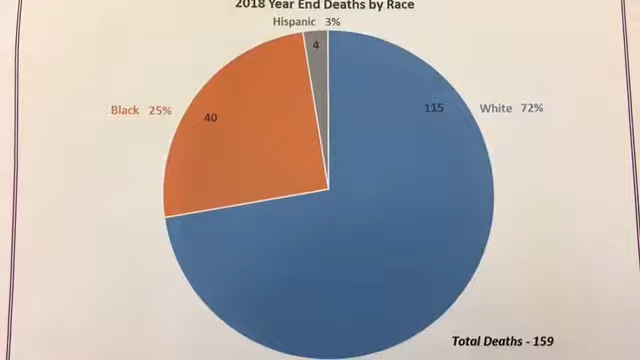 2018 Year End Deaths by Race
Hispanic 3%
4
Black 25%
40
115
White 72%
Total Deaths - 159